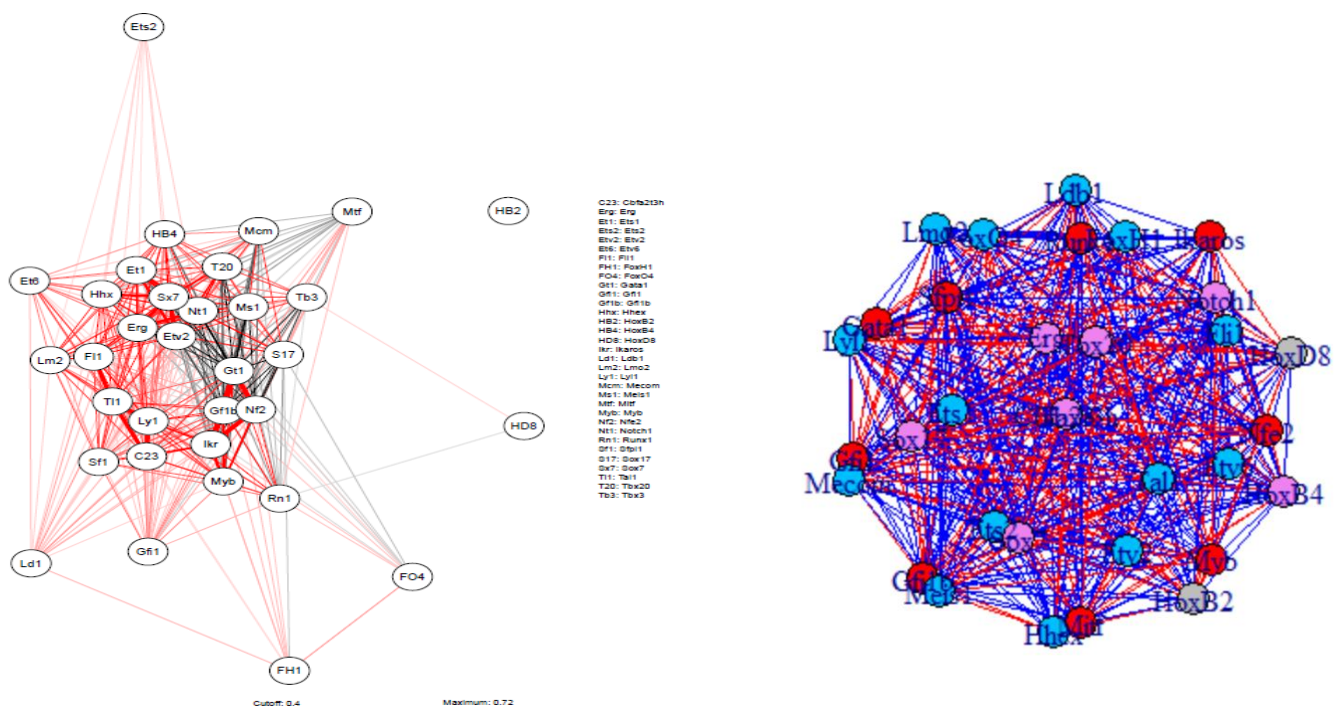 Ets2
Mtf
HB2
HB4
Mcm
Et1
T20
Et6
Hhx
Sx7
Nt1
Ms1
Tb3
Erg
Etv2
Lm2
Fl1
S17
Gt1
Tl1
Gf1b
Nf2
Ly1
HD8
Ikr
Sf1
C23
Myb
Rn1
Ld1
Gfi1
FO4
FH1
Cutoff: 0.4
Maximum: 0.72
C23: Cbfa2t3h
Erg: Erg
Et1: Ets1
Ets2: Ets2
Etv2: Etv2
Et6: Etv6
Fl1: Fli1
FH1: FoxH1
FO4: FoxO4
Gt1: Gata1
Gfi1: Gfi1
Gf1b: Gfi1b
Hhx: Hhex
HB2: HoxB2
HB4: HoxB4
HD8: HoxD8
Ikr: Ikaros
Ld1: Ldb1
Lm2: Lmo2
Ly1: Lyl1
Mcm: Mecom
Ms1: Meis1
Mtf: Mitf
Myb: Myb
Nf2: Nfe2
Nt1: Notch1
Rn1: Runx1
Sf1: Sfpi1
S17: Sox17
Sx7: Sox7
Tl1: Tal1
T20: Tbx20
Tb3: Tbx3
Ldb1
Ikaros
HoxD8
HoxB4
Mecom
HoxB2
Hhex